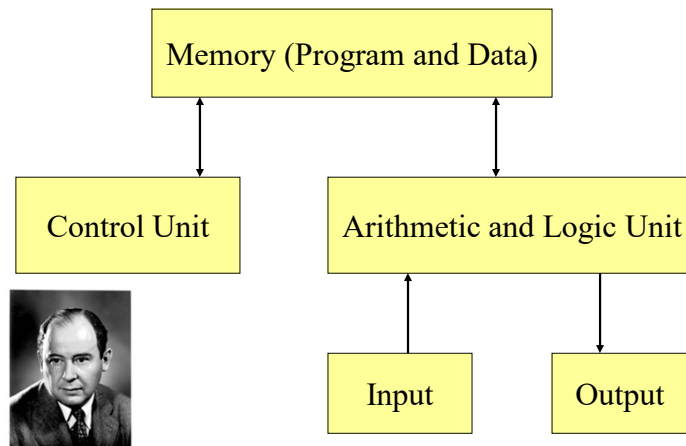 Memory (Program and Data)
Control Unit
Arithmetic and Logic Unit
Input
Output